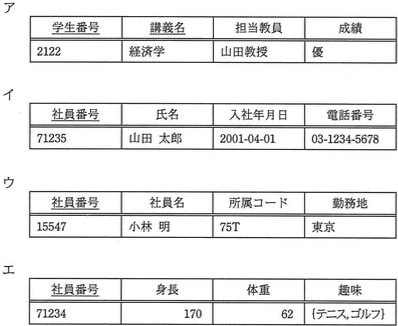 ア
学生番号 講義名 担当教員 成績
2122 経済学 山田教授 優
イ
社員番号 氏名 入社年月日 電話番号
71235 山田 太郎 2001-04-01 03-1234-5678
ウ
社員番号 社員名 所属コード 勤務地
15547 小林 明 75T 東京
エ
社員番号 身長 体重 趣味
71234 170 62 {テニス,ゴルフ}